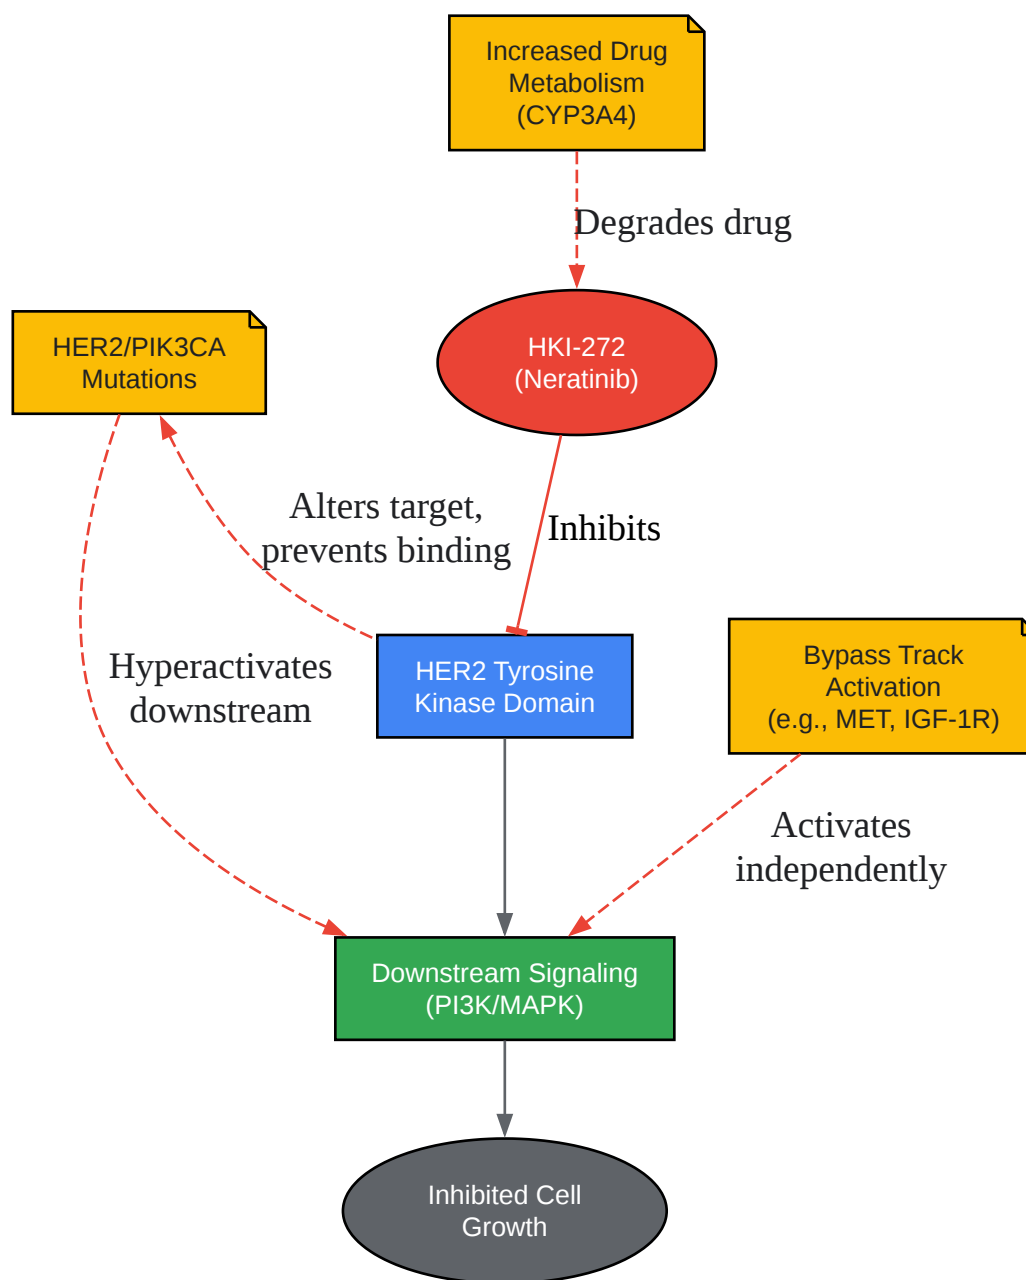 Increased Drug
Metabolism
(CYP3A4)
Degrades drug
HKI-272
(Neratinib)
HER2/PIK3CA
Mutations
Alters target,
prevents binding
Inhibits
HER2 Tyrosine
Kinase Domain
Bypass Track
Activation
(e.g., MET, IGF-1R)
Hyperactivates
downstream
Activates
independently
Downstream Signaling
(PI3K/MAPK)
Inhibited Cell
Growth